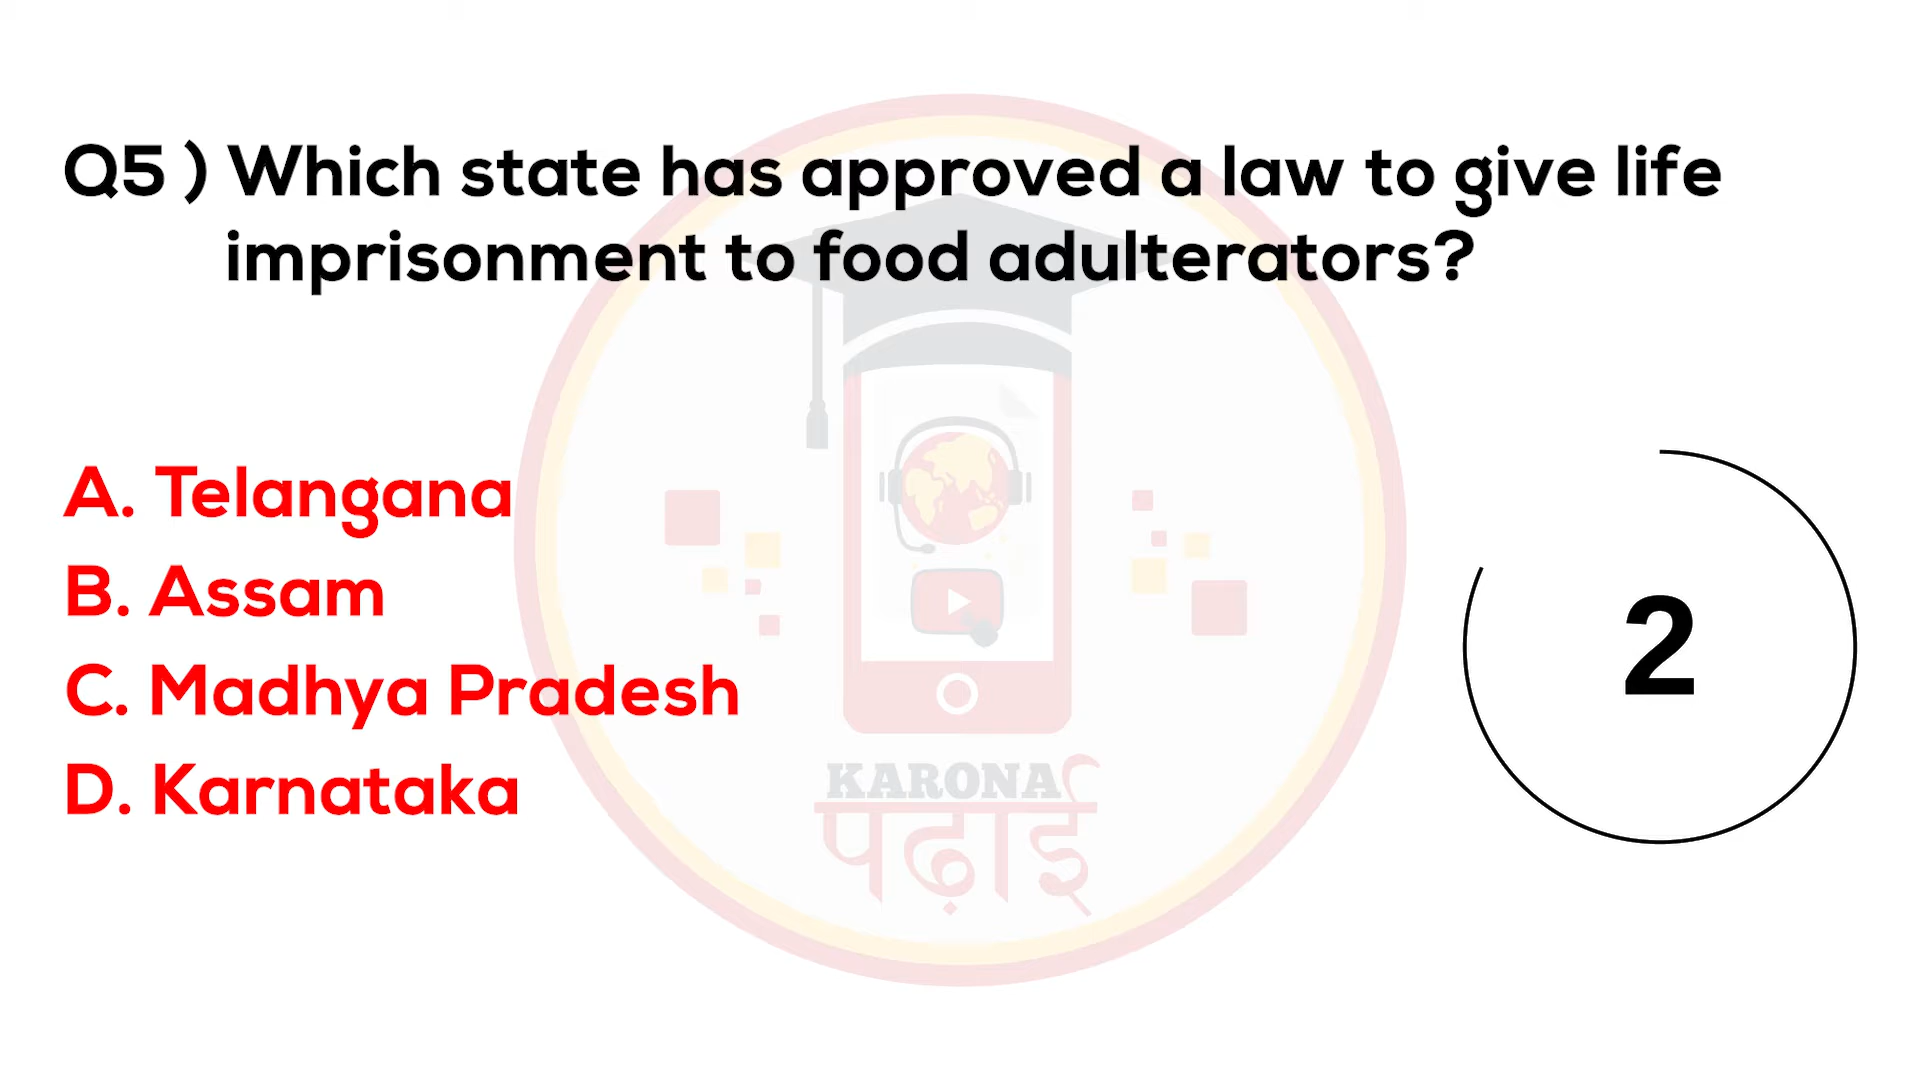 Q5 ) Which state has approved a law to give life
imprisonment to food adulterators?
A. Telangana
B. Assam
C. Madhya Pradesh
D. Karnataka
2
KARONA
पढ़ाई